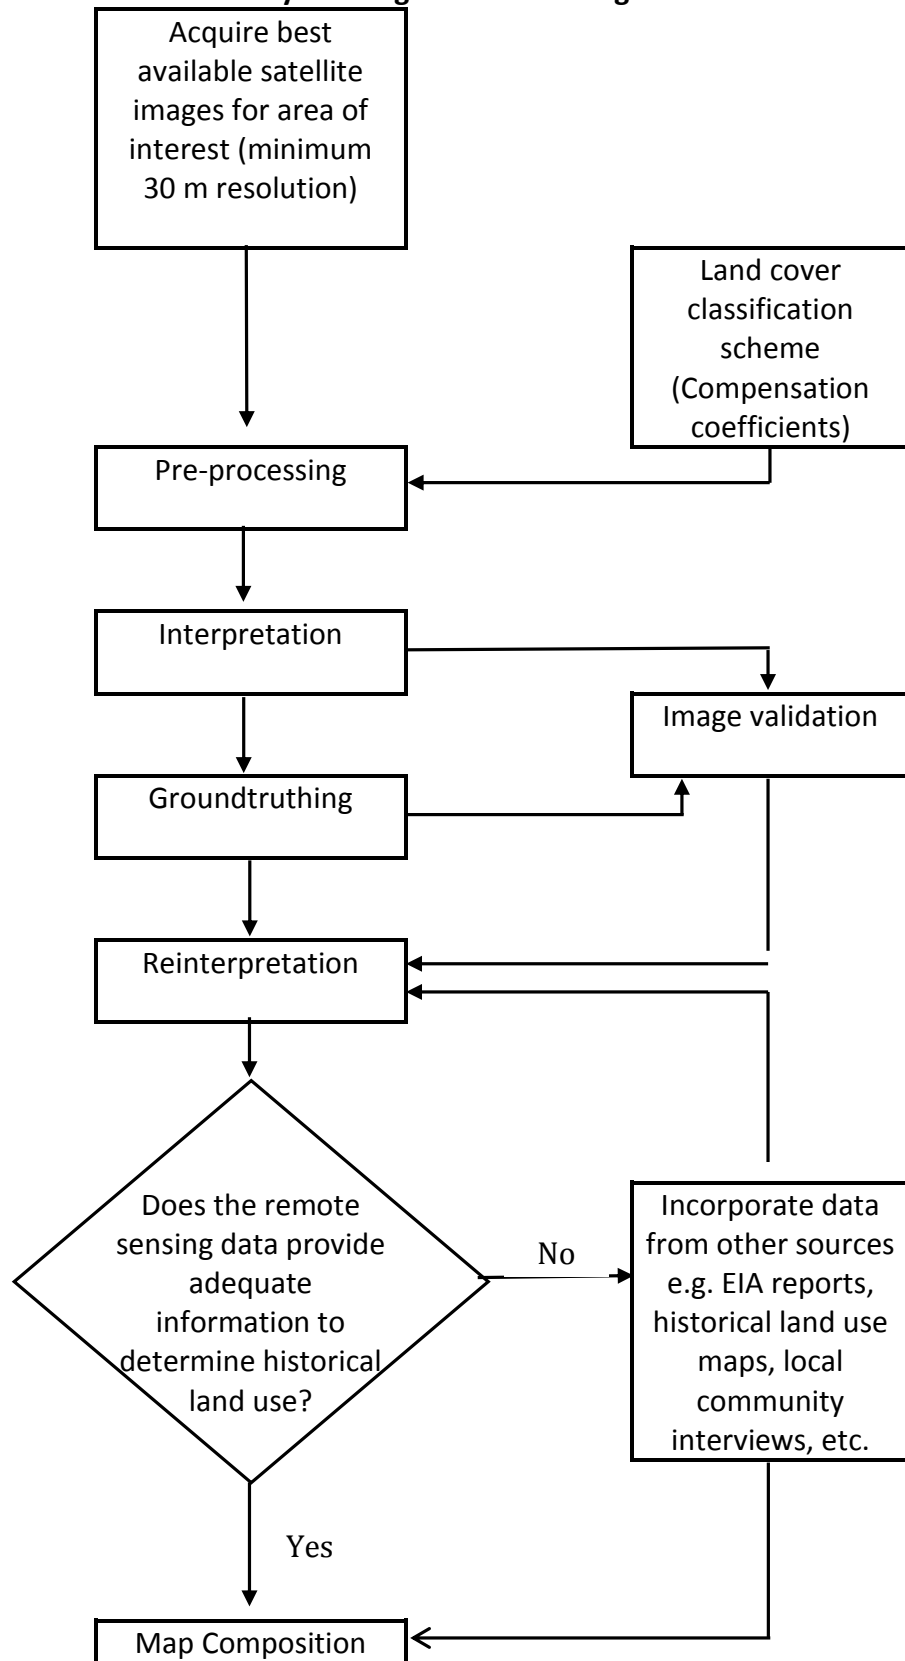 Acquire best
available satellite
images for area of
interest (minimum
30 m resolution)
Land cover
classification
scheme
(Compensation
coefficients)
Pre-processing
Interpretation
Image validation
Groundtruthing
Reinterpretation
Does the remote
sensing data provide
adequate
information to
determine historical
land use?
No
Incorporate data
from other sources
e.g. EIA reports,
historical land use
maps, local
community
interviews, etc.
Yes
Map Composition